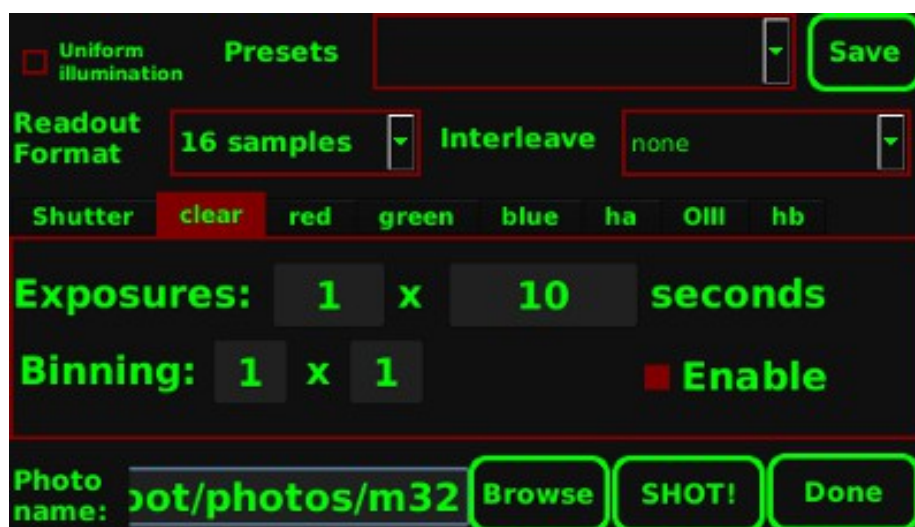 Uniform illumination Presets Save
Readout Format 16 samples Interleave none
Shutter clear red green blue ha OIII hb
Exposures: 1 x 10 seconds
Binning: 1 x 1 Enable
Photo name: oot/photos/m32 Browse SHOT! Done